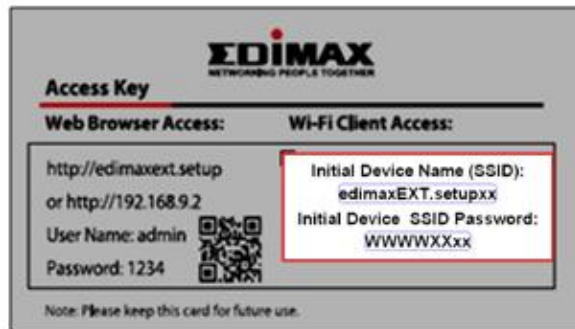 EDIMAX
NETWORKING PEOPLE TOGETHER
Access Key
Web Browser Access:
Wi-Fi Client Access:
http://edimaxext.setup
or http://192.168.9.2
User Name: admin
Password: 1234
Initial Device Name (SSID):
edimaxEXT.setupxx
Initial Device SSID Password:
WWWWXXxx
Note: Please keep this card for future use.